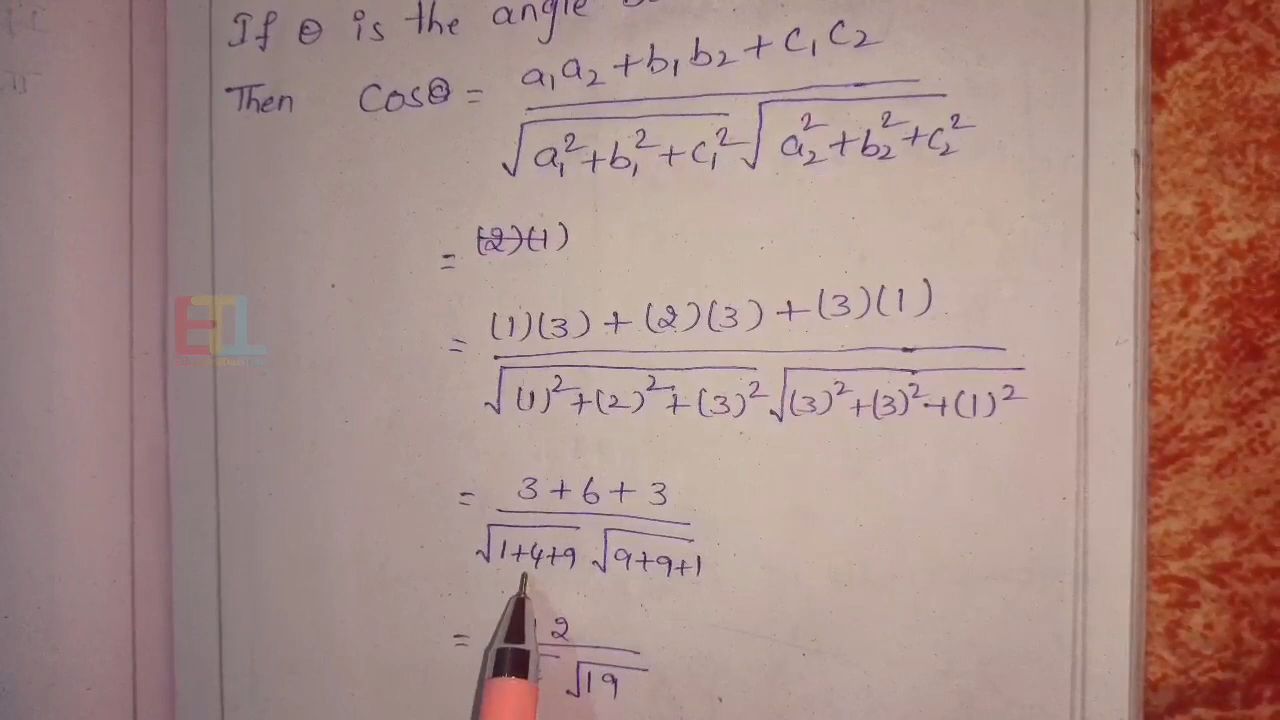 If θ is the angle
Then Cosθ = a₁a₂ + b₁b₂ + c₁c₂ / √a₁²+b₁²+c₁² √a₂²+b₂²+c₂²
= (2)(1)
= (1)(3) + (2)(3) + (3)(1) / √(1)²+(2)²+(3)² √(3)²+(3)²+(1)²
= 3+6+3 / √1+4+9 √9+9+1
= 2 / √19
ETL